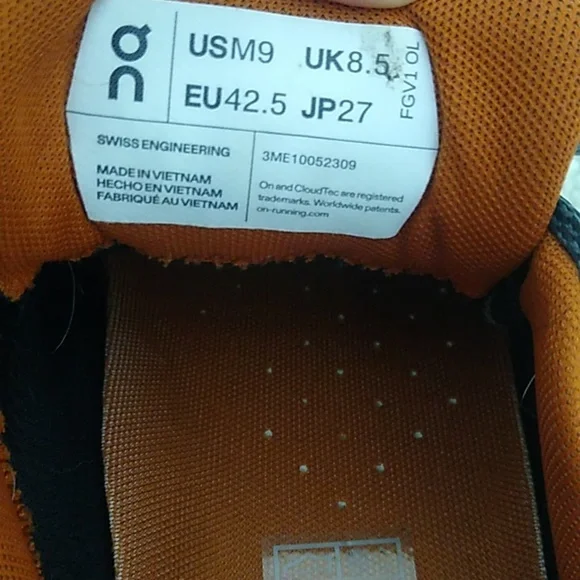 On
USM9 UK8.5
EU42.5 JP27
FGV1 OL
SWISS ENGINEERING
MADE IN VIETNAM
HECHO EN VIETNAM
FABRIQUÉ AU VIETNAM
3ME10052309
On and CloudTec are registered
trademarks. Worldwide patents.
on-running.com